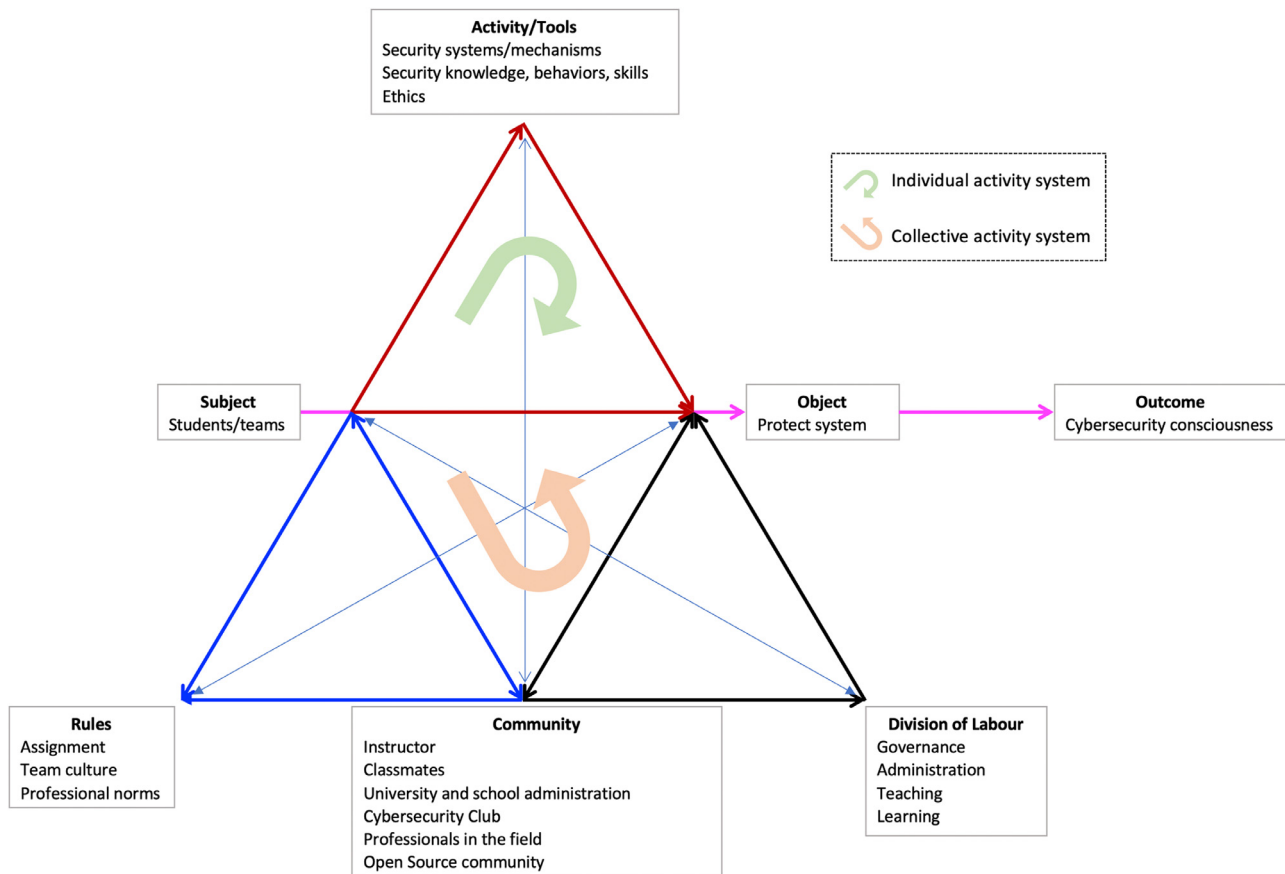 Activity/Tools
Security systems/mechanisms
Security knowledge, behaviors, skills
Ethics
Individual activity system
Collective activity system
Subject
Students/teams
Object
Protect system
Outcome
Cybersecurity consciousness
Rules
Assignment
Team culture
Professional norms
Community
Instructor
Classmates
University and school administration
Cybersecurity Club
Professionals in the field
Open Source community
Division of Labour
Governance
Administration
Teaching
Learning